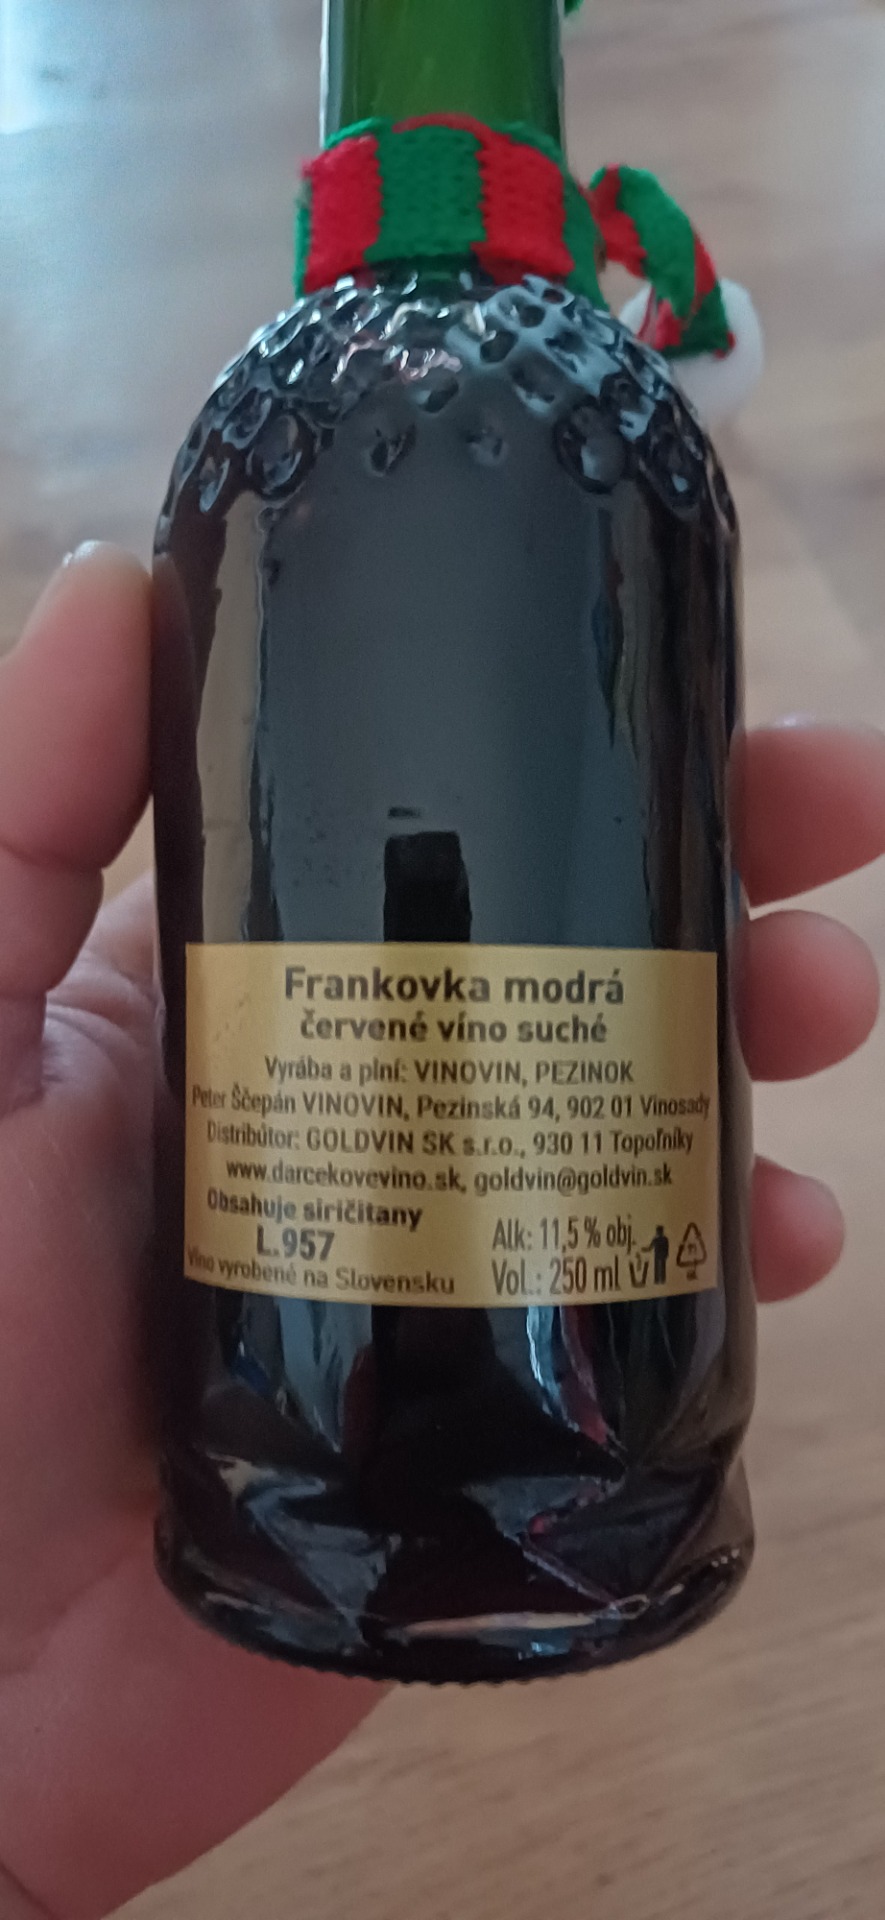 Frankovka modrá
červené víno suché
Vyrába a plní: VINOVIN, PEZINOK
Peter Ščepán VINOVIN, Pezinská 94, 902 01 Vinosady
Distribútor: GOLDVIN SK s.r.o., 930 11 Topoľníky
www.darcekovevino.sk, goldvin@goldvin.sk
Obsahuje siričitany
L.957
Víno vyrobené na Slovensku
Alk: 11,5 % obj.
Vol.: 250 ml